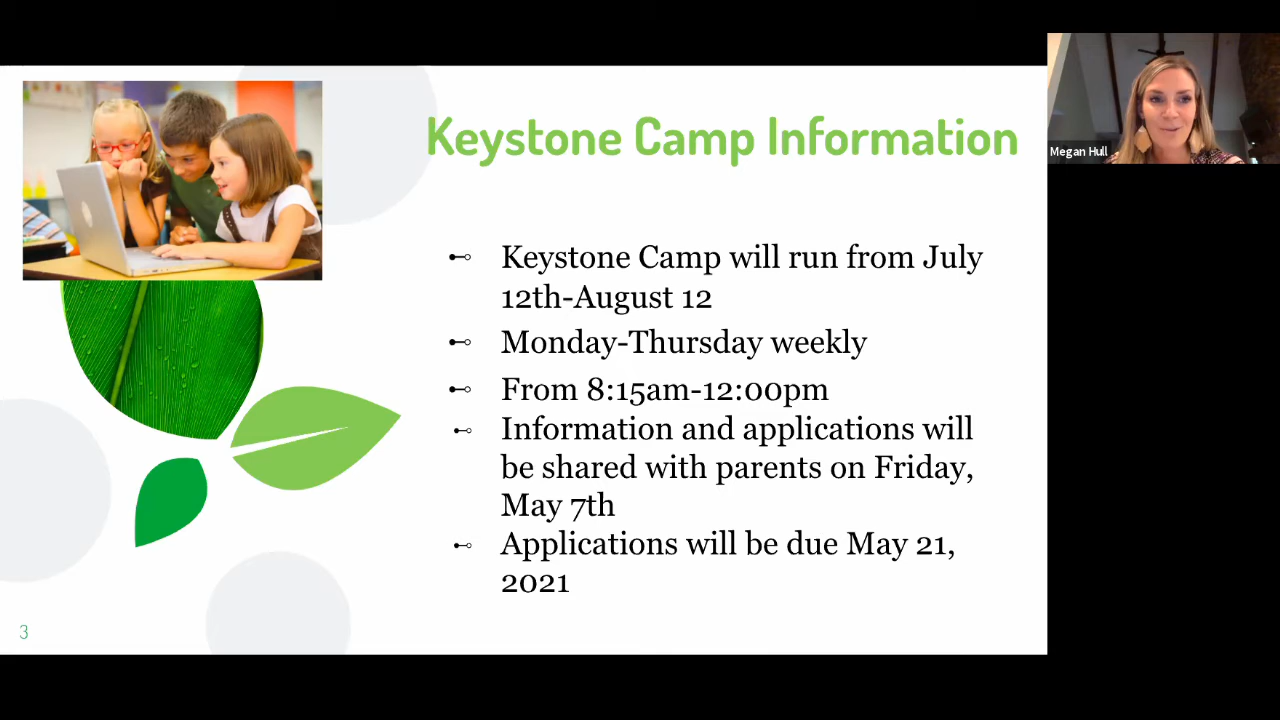 Keystone Camp Information
Megan Hull
Keystone Camp will run from July
12th-August 12
Monday-Thursday weekly
From 8:15am-12:00pm
Information and applications will
be shared with parents on Friday,
May 7th
Applications will be due May 21,
2021
3